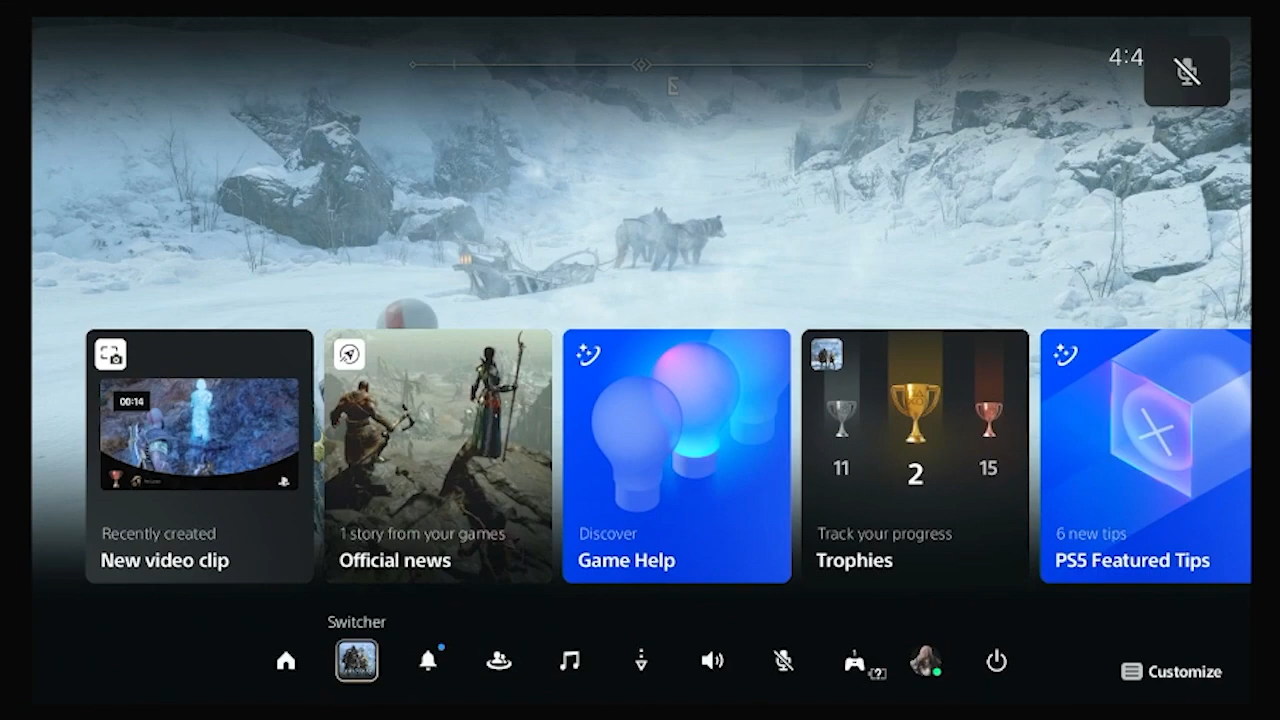 4:4
E
00:14
Recently created
New video clip
1 story from your games
Official news
Discover
Game Help
11
2
15
Track your progress
Trophies
6 new tips
PS5 Featured Tips
Switcher
?
Customize